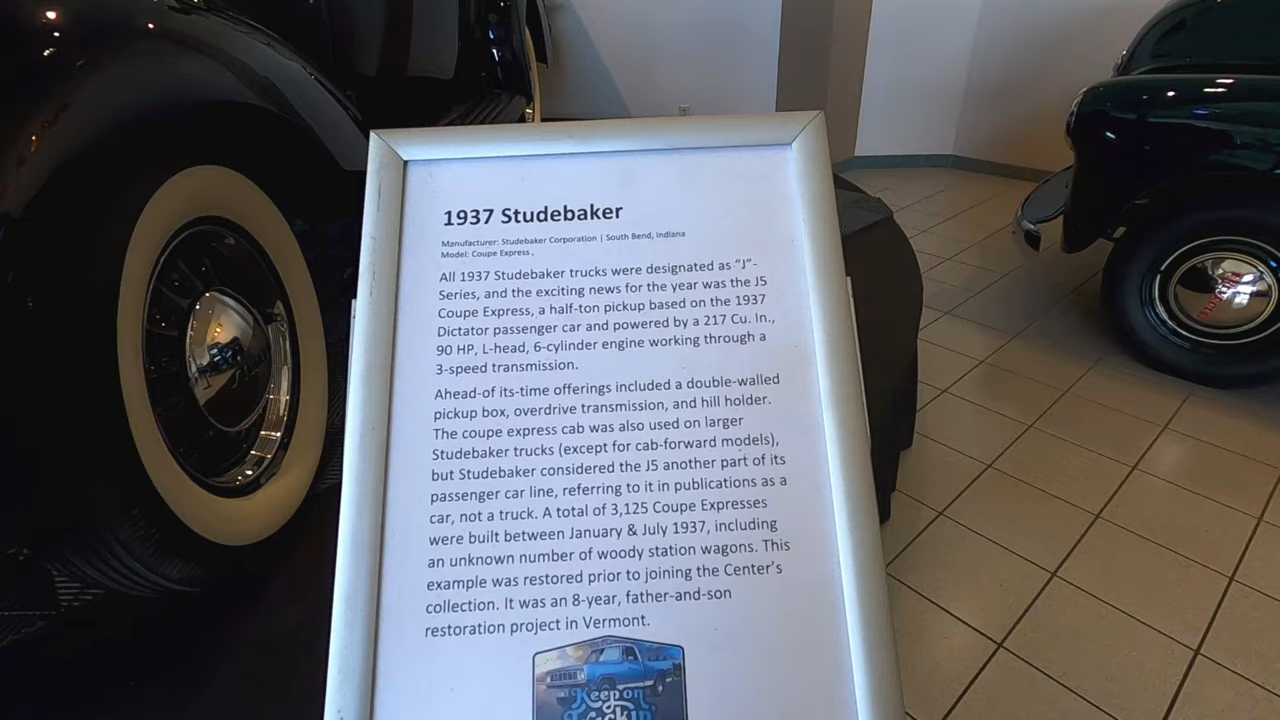 1937 Studebaker
Manufacturer: Studebaker Corporation | South Bend, Indiana
Model: Coupe Express .
All 1937 Studebaker trucks were designated as “J”-
Series, and the exciting news for the year was the J5
Coupe Express, a half-ton pickup based on the 1937
Dictator passenger car and powered by a 217 Cu. In.,
90 HP, L-head, 6-cylinder engine working through a
3-speed transmission.
Ahead-of its-time offerings included a double-walled
pickup box, overdrive transmission, and hill holder.
The coupe express cab was also used on larger
Studebaker trucks (except for cab-forward models),
but Studebaker considered the J5 another part of its
passenger car line, referring to it in publications as a
car, not a truck. A total of 3,125 Coupe Expresses
were built between January & July 1937, including
an unknown number of woody station wagons. This
example was restored prior to joining the Center’s
collection. It was an 8-year, father-and-son
restoration project in Vermont.
Keep on